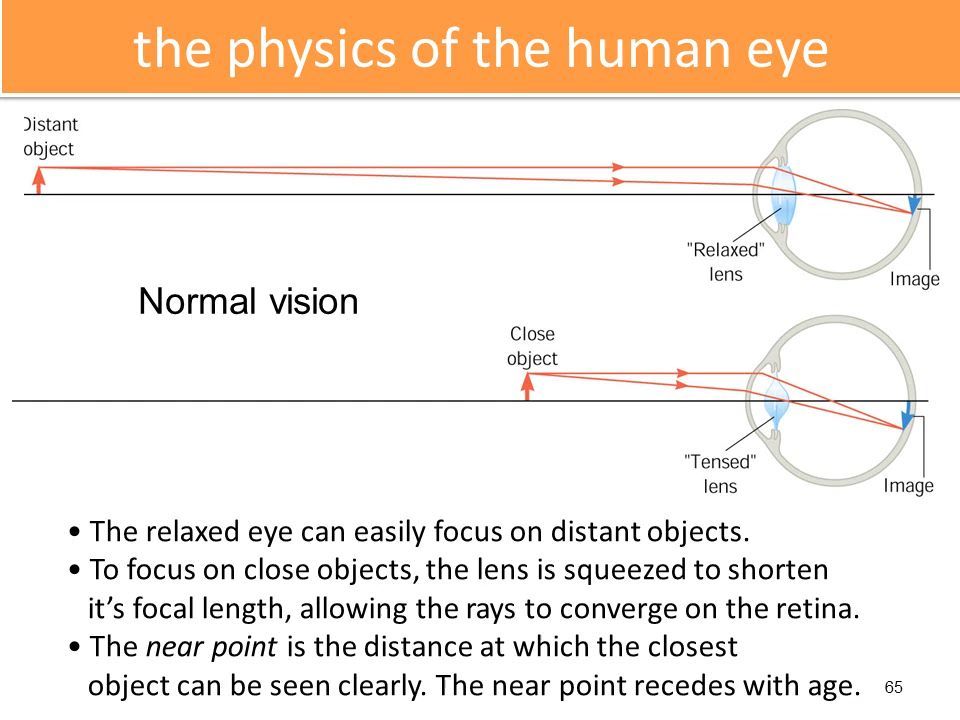 the physics of the human eye
Distant
object
"Relaxed"
lens
Image
Normal vision
Close
object
"Tensed"
lens
Image
• The relaxed eye can easily focus on distant objects.
• To focus on close objects, the lens is squeezed to shorten
it’s focal length, allowing the rays to converge on the retina.
• The near point is the distance at which the closest
object can be seen clearly. The near point recedes with age.
65